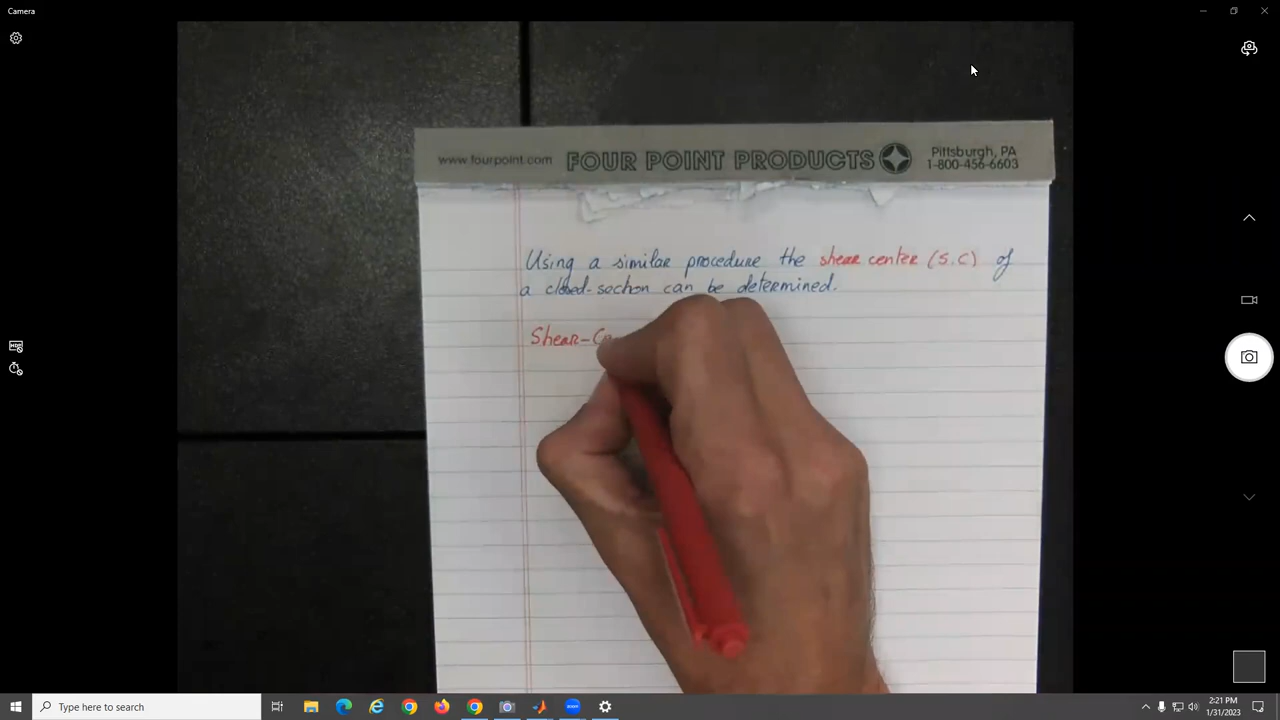 Camera
www.fourpoint.com FOUR POINT PRODUCTS Pittsburgh, PA
1-800-456-6603
Using a similar procedure the shear center (S.C) of
a closed-section can be determined.
Shear-Ce
Type here to search
2:21 PM
1/31/2023